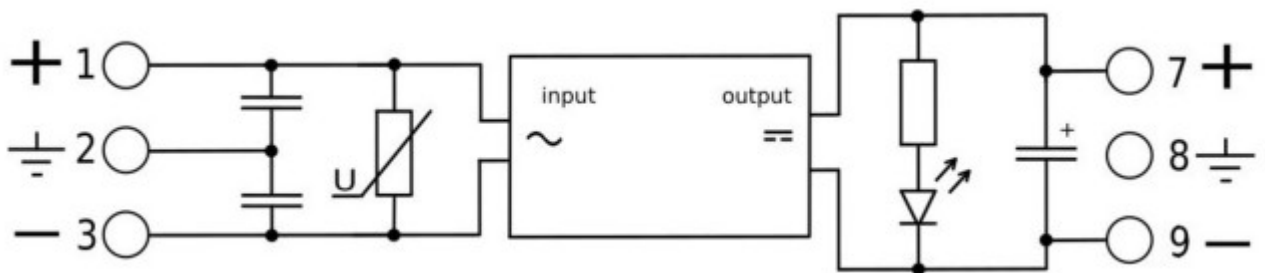 + 1
7 +
input
output
+
2
8
U
− 3
9 −